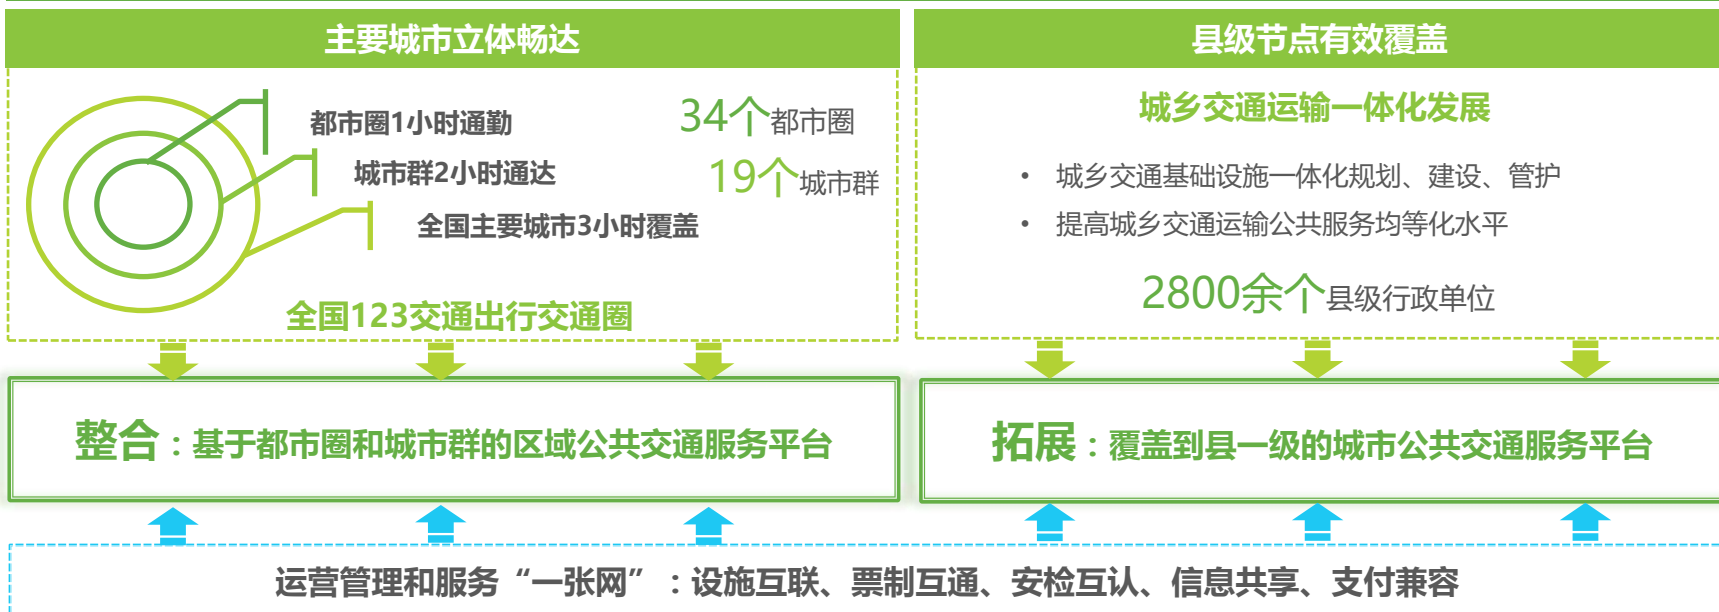 主要城市立体畅达
都市圈1小时通勤
34个都市圈
城市群2小时通达
19个城市群
全国主要城市3小时覆盖
全国123交通出行交通圈
县级节点有效覆盖
城乡交通运输一体化发展
• 城乡交通基础设施一体化规划、建设、管护
• 提高城乡交通运输公共服务均等化水平
2800余个县级行政单位
整合：基于都市圈和城市群的区域公共交通服务平台
拓展：覆盖到县一级的城市公共交通服务平台
运营管理和服务“一张网”：设施互联、票制互通、安检互认、信息共享、支付兼容